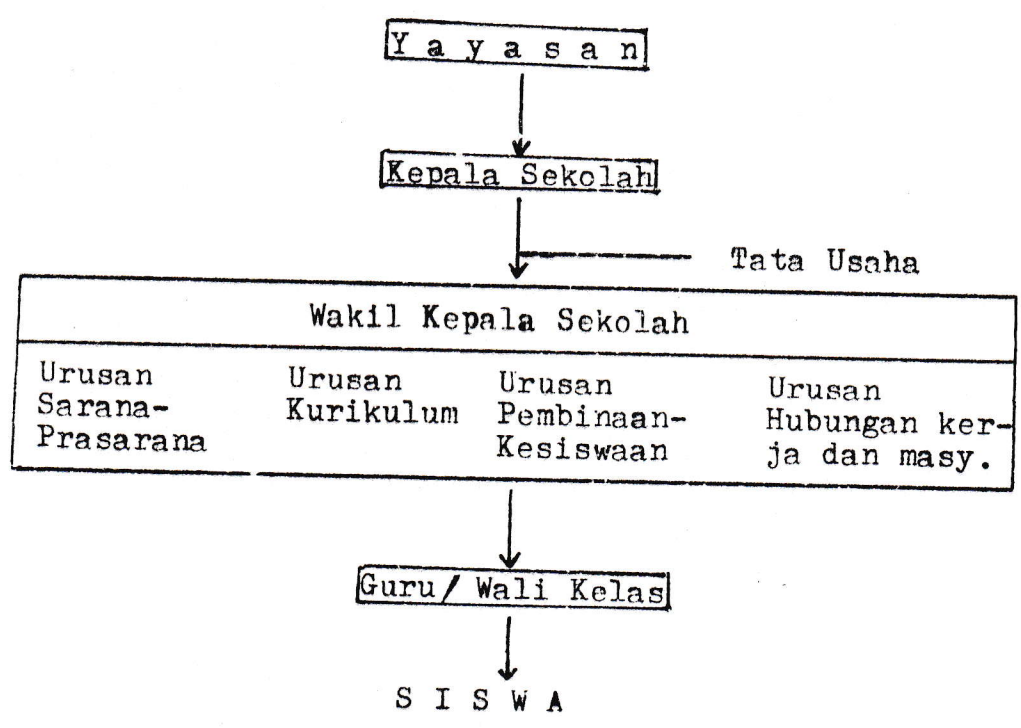 Y a y a s a n
Kepala Sekolah
Tata Usaha
Wakil Kepala Sekolah
Urusan
Sarana-
Prasarana
Urusan
Kurikulum
Urusan
Pembinaan-
Kesiswaan
Urusan
Hubungan ker-
ja dan masy.
Guru/ Wali Kelas
S I S W A